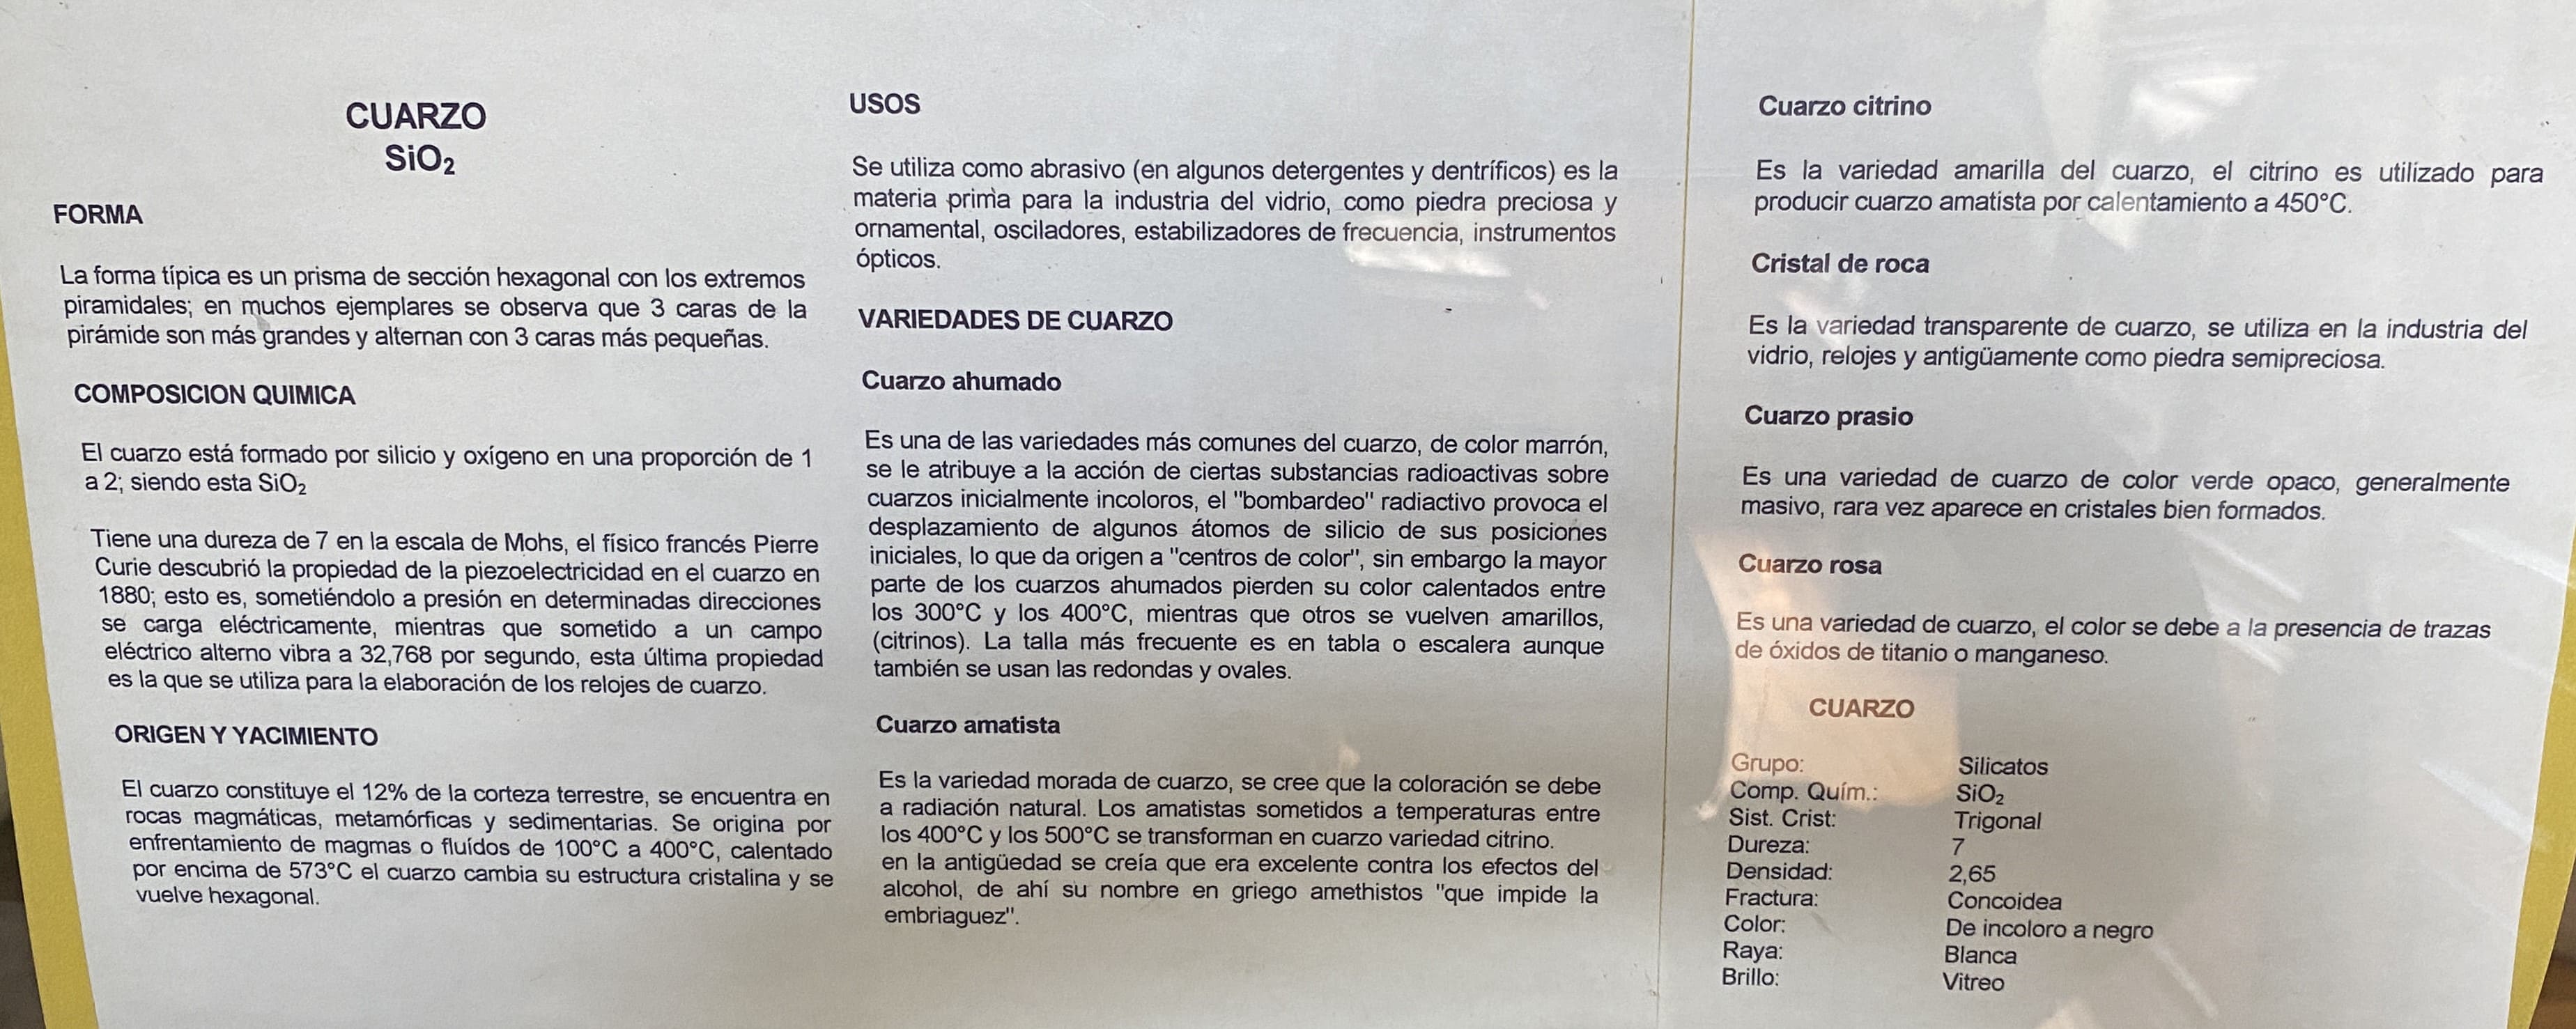 CUARZO
SiO₂
FORMA
La forma típica es un prisma de sección hexagonal con los extremos
piramidales; en muchos ejemplares se observa que 3 caras de la
pirámide son más grandes y alternan con 3 caras más pequeñas.
COMPOSICION QUIMICA
El cuarzo está formado por silicio y oxígeno en una proporción de 1
a 2; siendo esta SiO₂
Tiene una dureza de 7 en la escala de Mohs, el físico francés Pierre
Curie descubrió la propiedad de la piezoelectricidad en el cuarzo en
1880; esto es, sometiéndolo a presión en determinadas direcciones
se carga eléctricamente, mientras que sometido a un campo
eléctrico alterno vibra a 32,768 por segundo, esta última propiedad
es la que se utiliza para la elaboración de los relojes de cuarzo.
ORIGEN Y YACIMIENTO
El cuarzo constituye el 12% de la corteza terrestre, se encuentra en
rocas magmáticas, metamórficas y sedimentarias. Se origina por
enfrentamiento de magmas o fluídos de 100°C a 400°C, calentado
por encima de 573°C el cuarzo cambia su estructura cristalina y se
vuelve hexagonal.
USOS
Se utiliza como abrasivo (en algunos detergentes y dentríficos) es la
materia prima para la industria del vidrio, como piedra preciosa y
ornamental, osciladores, estabilizadores de frecuencia, instrumentos
ópticos.
VARIEDADES DE CUARZO
Cuarzo ahumado
Es una de las variedades más comunes del cuarzo, de color marrón,
se le atribuye a la acción de ciertas substancias radioactivas sobre
cuarzos inicialmente incoloros, el "bombardeo" radiactivo provoca el
desplazamiento de algunos átomos de silicio de sus posiciones
iniciales, lo que da origen a "centros de color", sin embargo la mayor
parte de los cuarzos ahumados pierden su color calentados entre
los 300°C y los 400°C, mientras que otros se vuelven amarillos,
(citrinos). La talla más frecuente es en tabla o escalera aunque
también se usan las redondas y ovales.
Cuarzo amatista
Es la variedad morada de cuarzo, se cree que la coloración se debe
a radiación natural. Los amatistas sometidos a temperaturas entre
los 400°C y los 500°C se transforman en cuarzo variedad citrino.
en la antigüedad se creía que era excelente contra los efectos del
alcohol, de ahí su nombre en griego amethistos "que impide la
embriaguez".
Cuarzo citrino
Es la variedad amarilla del cuarzo, el citrino es utilizado para
producir cuarzo amatista por calentamiento a 450°C.
Cristal de roca
Es la variedad transparente de cuarzo, se utiliza en la industria del
vidrio, relojes y antigüamente como piedra semipreciosa.
Cuarzo prasio
Es una variedad de cuarzo de color verde opaco, generalmente
masivo, rara vez aparece en cristales bien formados.
Cuarzo rosa
Es una variedad de cuarzo, el color se debe a la presencia de trazas
de óxidos de titanio o manganeso.
CUARZO
Grupo: Silicatos
Comp. Quím.: SiO₂
Sist. Crist: Trigonal
Dureza: 7
Densidad: 2,65
Fractura: Concoidea
Color: De incoloro a negro
Raya: Blanca
Brillo: Vitreo